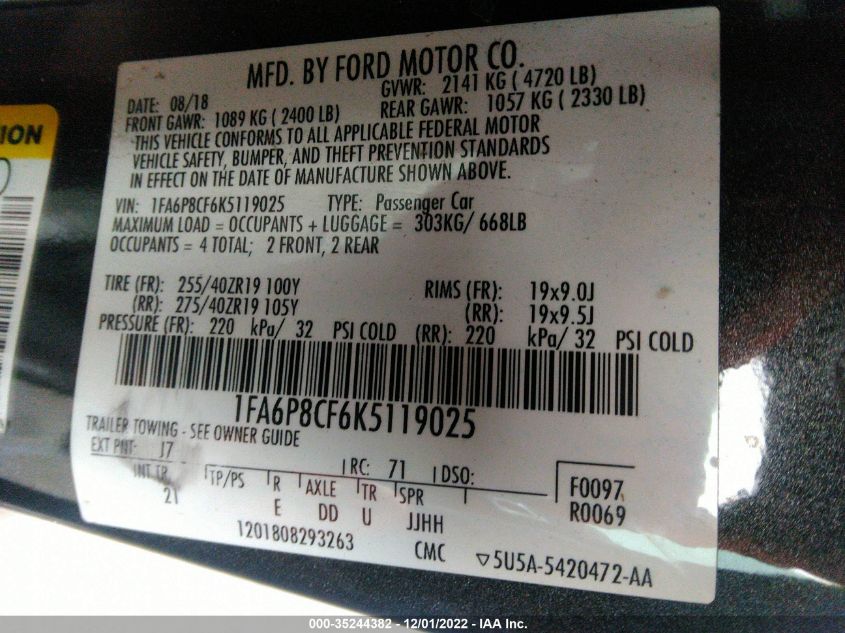 ION
MFD. BY FORD MOTOR CO.
DATE: 08/18 GVWR: 2141 KG ( 4720 LB)
FRONT GAWR: 1089 KG ( 2400 LB) REAR GAWR: 1057 KG ( 2330 LB)
THIS VEHICLE CONFORMS TO ALL APPLICABLE FEDERAL MOTOR
VEHICLE SAFETY, BUMPER, AND THEFT PREVENTION STANDARDS
IN EFFECT ON THE DATE OF MANUFACTURE SHOWN ABOVE.
VIN: 1FA6P8CF6K5119025 TYPE: Passenger Car
MAXIMUM LOAD = OCCUPANTS + LUGGAGE = 303KG/ 668LB
OCCUPANTS = 4 TOTAL; 2 FRONT, 2 REAR
TIRE (FR): 255/40ZR19 100Y RIMS (FR): 19x9.0J
(RR): 275/40ZR19 105Y (RR): 19x9.5J
PRESSURE (FR): 220 kPa/ 32 PSI COLD (RR): 220 kPa/ 32 PSI COLD
1FA6P8CF6K5119025
TRAILER TOWING - SEE OWNER GUIDE
EXT PNT: J7 RC: 71 DSO:
INT TR TP/PS R AXLE TR SPR F0097
21 E DD U JJHH R0069
1201808293263 CMC ▽5U5A-5420472-AA
000-35244382 - 12/01/2022 - IAA Inc.